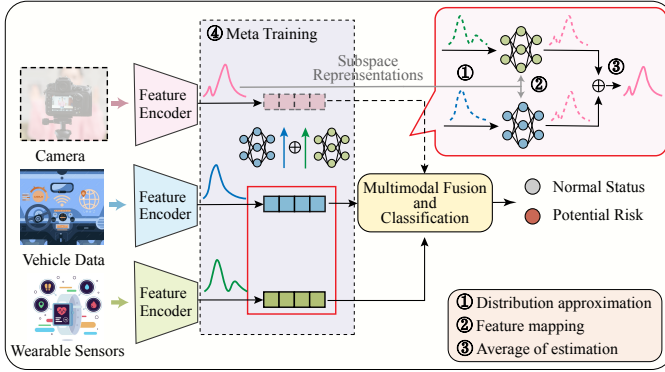 ④ Meta Training
Subspace
Reprensentations
①
②
③
Feature
Encoder
Camera
Feature
Encoder
Vehicle Data
Feature
Encoder
Wearable Sensors
Multimodal Fusion
and
Classification
Normal Status
Potential Risk
① Distribution approximation
② Feature mapping
③ Average of estimation